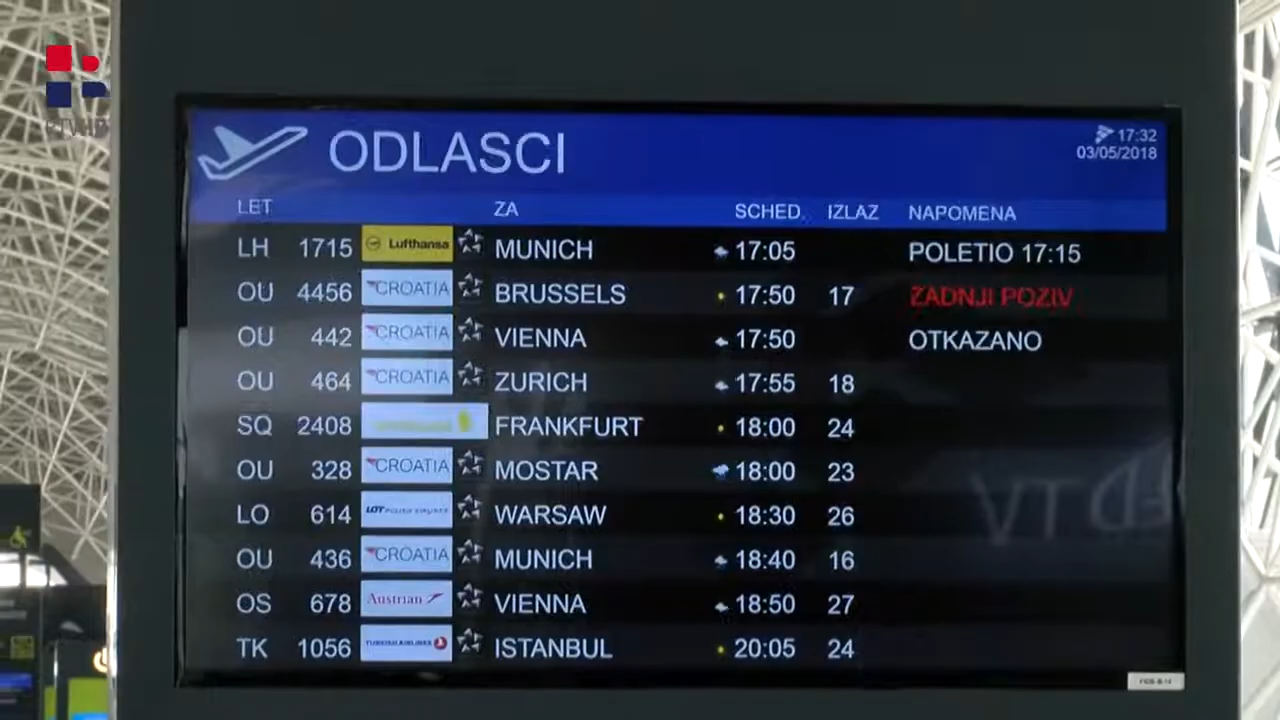 ODLASCI
17:32
03/05/2018
LET ZA SCHED. IZLAZ NAPOMENA
LH 1715 Lufthansa MUNICH 17:05 POLETIO 17:15
OU 4456 CROATIA BRUSSELS 17:50 17 ZADNJI POZIV
OU 442 CROATIA VIENNA 17:50 OTKAZANO
OU 464 CROATIA ZURICH 17:55 18
SQ 2408 FRANKFURT 18:00 24
OU 328 CROATIA MOSTAR 18:00 23
LO 614 LOT POLISH AIRLINES WARSAW 18:30 26
OU 436 CROATIA MUNICH 18:40 16
OS 678 Austrian VIENNA 18:50 27
TK 1056 TURKISH AIRLINES ISTANBUL 20:05 24